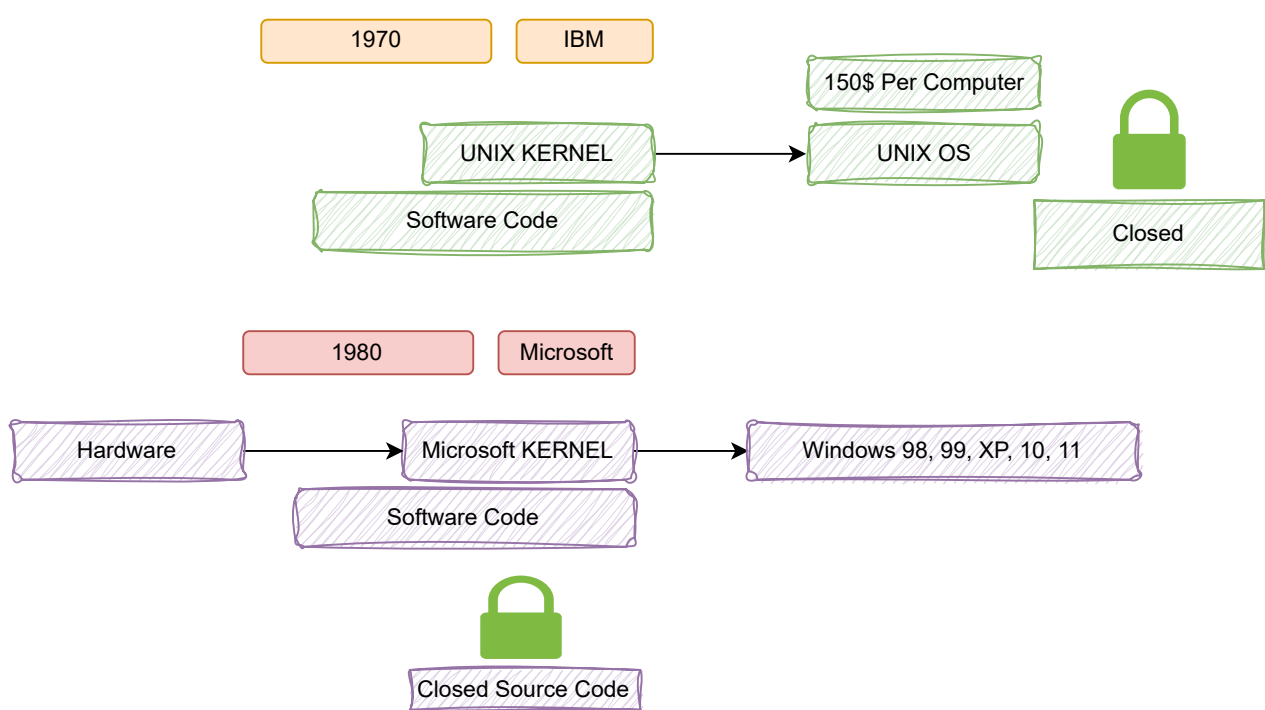 1970
IBM
150$ Per Computer
UNIX KERNEL
UNIX OS
Software Code
Closed
1980
Microsoft
Hardware
Microsoft KERNEL
Windows 98, 99, XP, 10, 11
Software Code
Closed Source Code